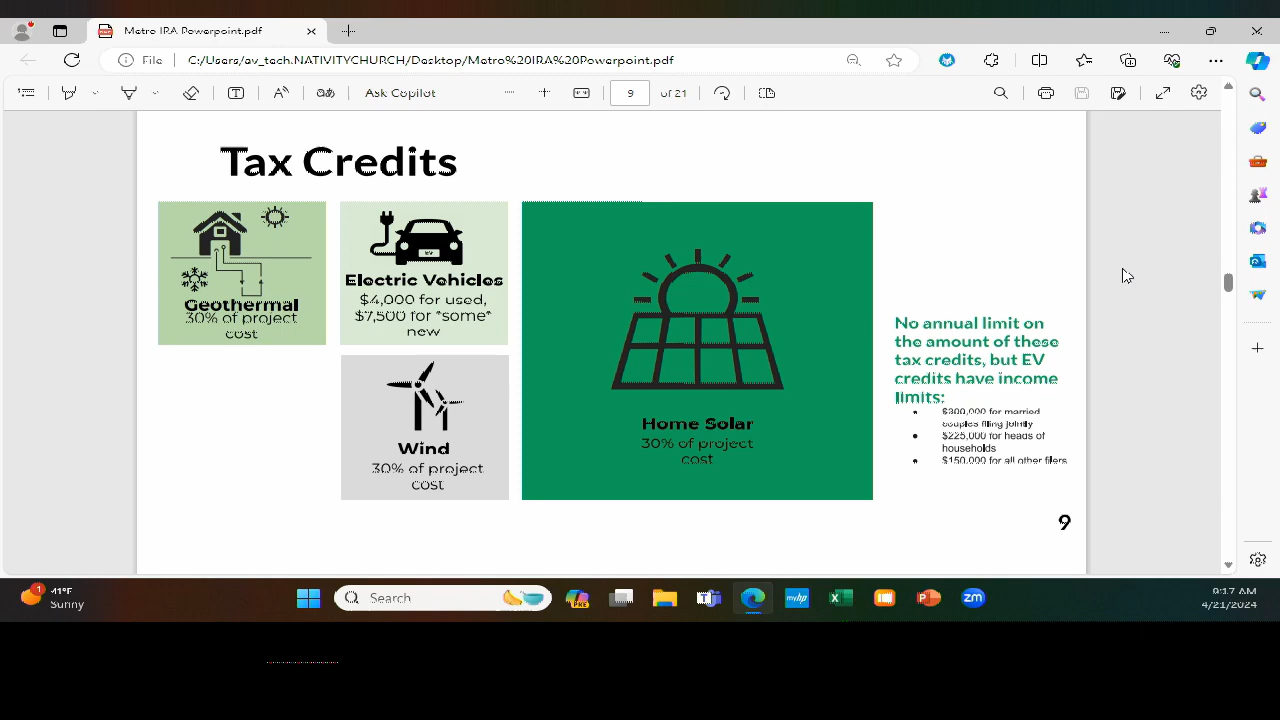 Metro IRA Powerpoint.pdf
File
C:/Users/av_tech.NATIVITYCHURCH/Desktop/Metro%20IRA%20Powerpoint.pdf
Ask Copilot
9
of 21
Tax Credits
Geothermal
30% of project
cost
Electric Vehicles
$4,000 for used,
$7,500 for "some"
new
Wind
30% of project
cost
Home Solar
30% of project
cost
No annual limit on
the amount of these
tax credits, but EV
credits have income
limits:
• $300,000 for married
couples filing jointly
• $225,000 for heads of
households
• $150,000 for all other filers
9
1
41°F
Sunny
Search
PRE
myhp
zm
9:17 AM
4/21/2024